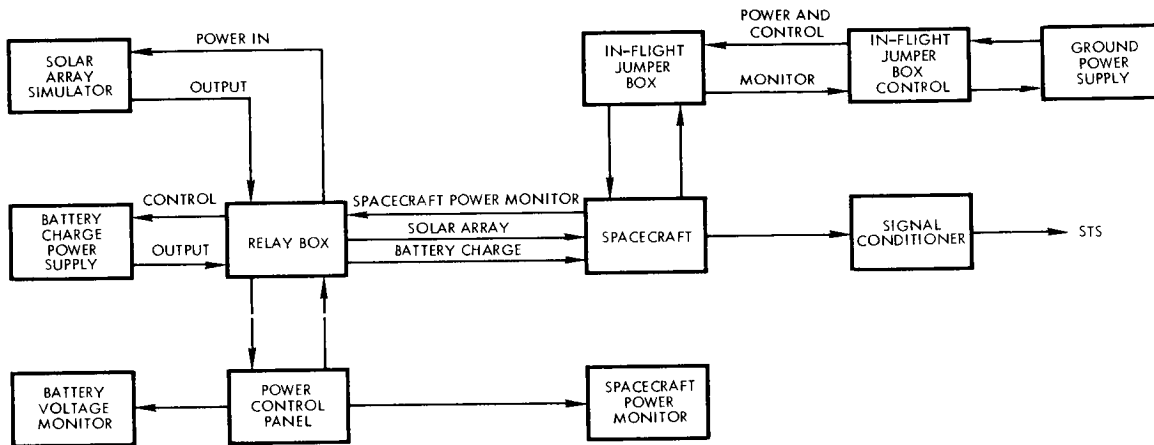 POWER IN
SOLAR
ARRAY
SIMULATOR
OUTPUT
POWER AND
CONTROL
IN-FLIGHT
JUMPER
BOX
MONITOR
IN-FLIGHT
JUMPER
BOX
CONTROL
GROUND
POWER
SUPPLY
CONTROL
BATTERY
CHARGE
POWER
SUPPLY
OUTPUT
RELAY BOX
SPACECRAFT POWER MONITOR
SOLAR ARRAY
BATTERY CHARGE
SPACECRAFT
SIGNAL
CONDITIONER
STS
BATTERY
VOLTAGE
MONITOR
POWER
CONTROL
PANEL
SPACECRAFT
POWER
MONITOR